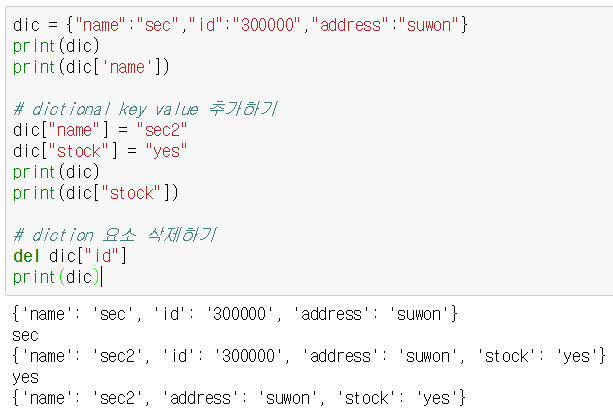 dic = {"name":"sec","id":"300000","address":"suwon"}
print(dic)
print(dic['name'])

# dictional key value 추가하기
dic["name"] = "sec2"
dic["stock"] = "yes"
print(dic)
print(dic["stock"])

# diction 요소 삭제하기
del dic["id"]
print(dic)
{'name': 'sec', 'id': '300000', 'address': 'suwon'}
sec
{'name': 'sec2', 'id': '300000', 'address': 'suwon', 'stock': 'yes'}
yes
{'name': 'sec2', 'address': 'suwon', 'stock': 'yes'}